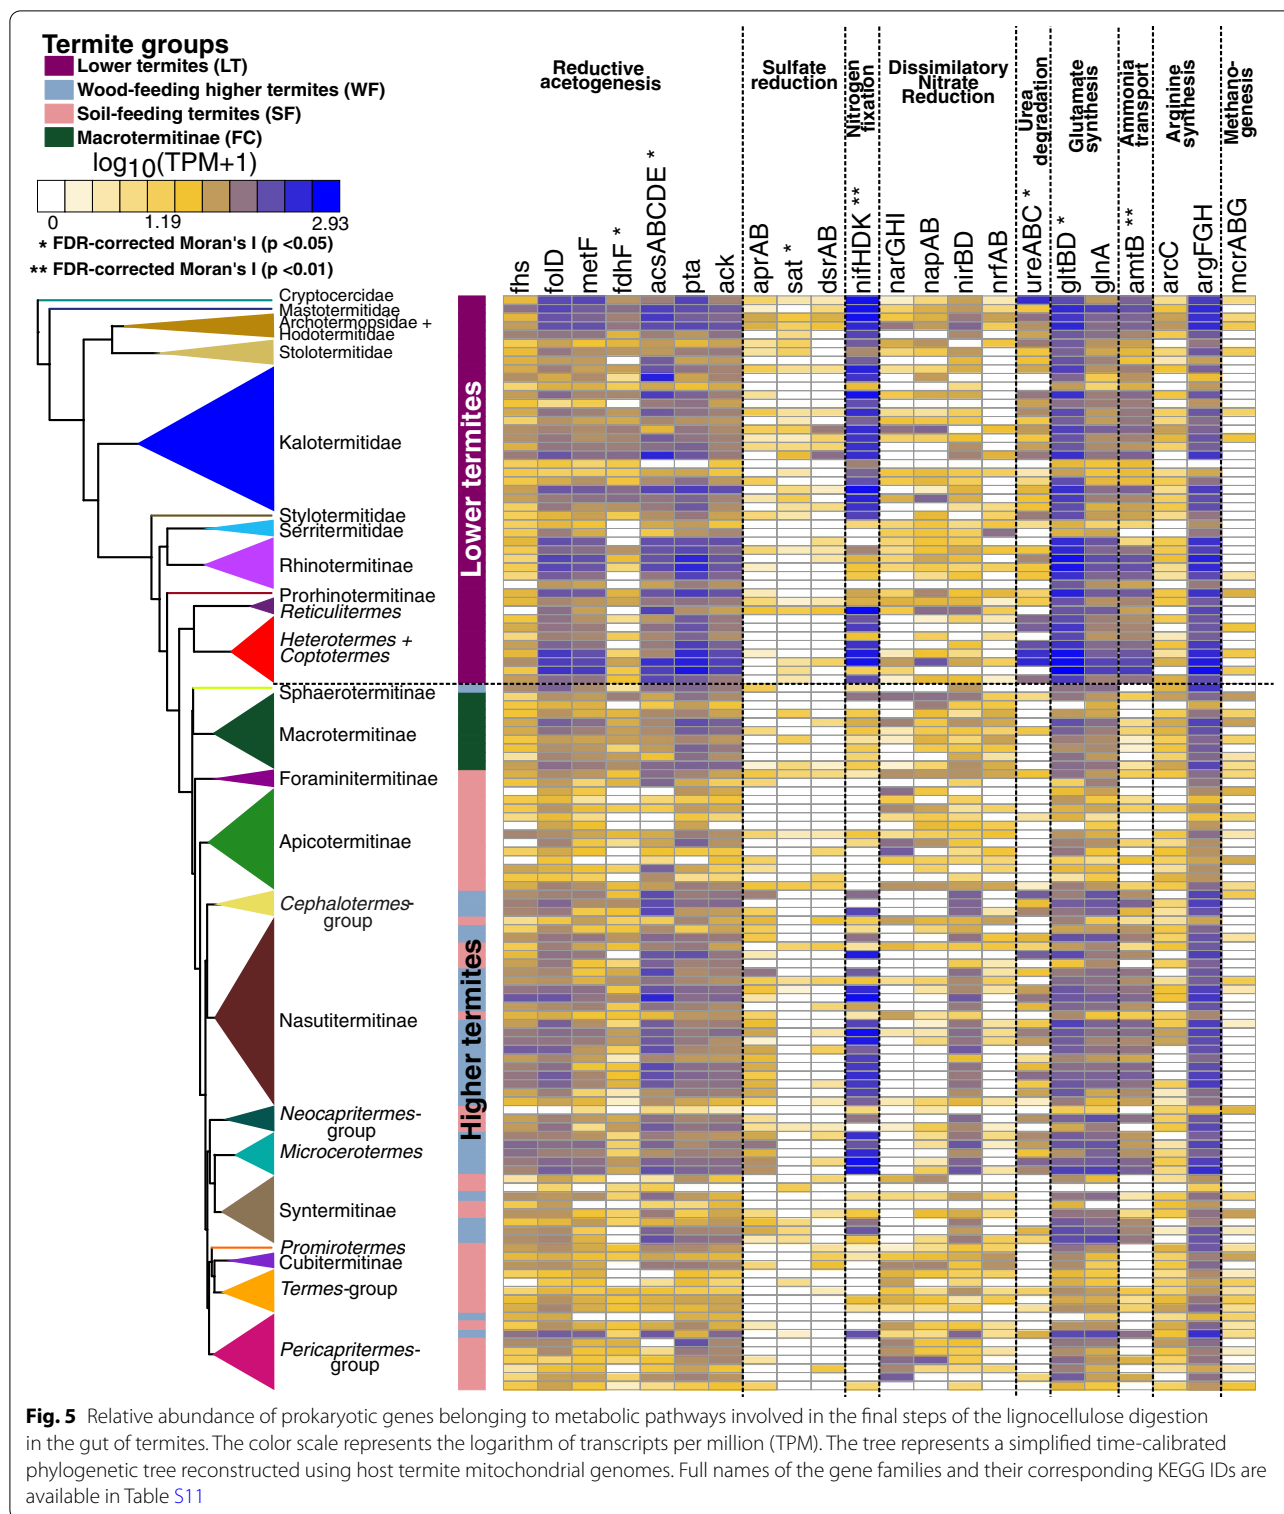 Termite groups
Lower termites (LT)
Wood-feeding higher termites (WF)
Soil-feeding termites (SF)
Macrotermitinae (FC)
log10(TPM+1)
0 1.19 2.93
* FDR-corrected Moran's I (p <0.05)
** FDR-corrected Moran's I (p <0.01)
Reductive
acetogenesis
Sulfate
reduction
Nitrogen
fixation
Dissimilatory
Nitrate
Reduction
Urea
degradation
Glutamate
synthesis
Ammonia
transport
Arginine
synthesis
Methano-
genesis
fhs
folD
metF
fdhF *
acsABCDE *
pta
ack
aprAB
sat *
dsrAB
nifHDK **
narGHI
napAB
nirBD
nrfAB
ureABC *
gltBD *
glnA
amtB **
arcC
argFGH
mcrABG
Cryptocercidae
Mastotermitidae
Archotermopsidae +
Hodotermitidae
Stolotermitidae
Kalotermitidae
Stylotermitidae
Serritermitidae
Rhinotermitinae
Prorhinotermitinae
Reticulitermes
Heterotermes +
Coptotermes
Sphaerotermitinae
Macrotermitinae
Foraminitermitinae
Apicotermitinae
Cephalotermes-
group
Nasutitermitinae
Neocapritermes-
group
Microcerotermes
Syntermitinae
Promirotermes
Cubitermitinae
Termes-group
Pericapritermes-
group
Lower termites
Higher termites
Fig. 5 Relative abundance of prokaryotic genes belonging to metabolic pathways involved in the final steps of the lignocellulose digestion
in the gut of termites. The color scale represents the logarithm of transcripts per million (TPM). The tree represents a simplified time-calibrated
phylogenetic tree reconstructed using host termite mitochondrial genomes. Full names of the gene families and their corresponding KEGG IDs are
available in Table S11